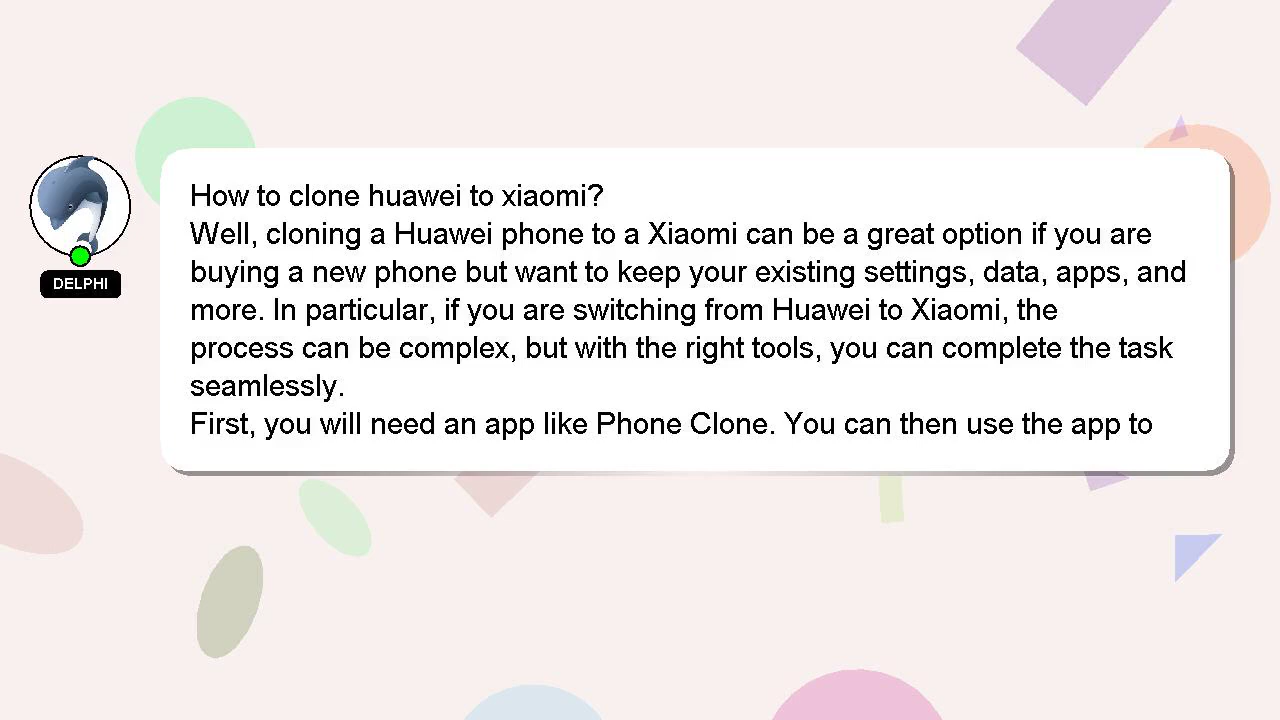 How to clone huawei to xiaomi?
Well, cloning a Huawei phone to a Xiaomi can be a great option if you are
buying a new phone but want to keep your existing settings, data, apps, and
more. In particular, if you are switching from Huawei to Xiaomi, the
process can be complex, but with the right tools, you can complete the task
seamlessly.
First, you will need an app like Phone Clone. You can then use the app to
DELPHI